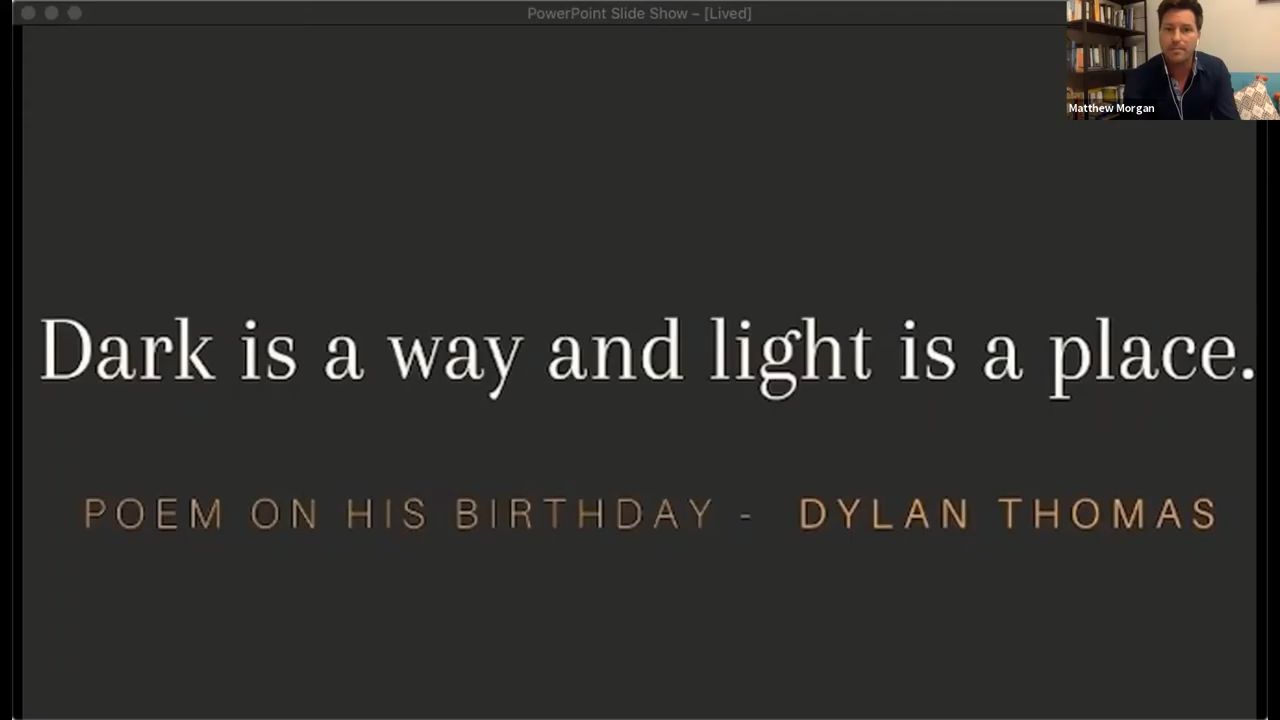 PowerPoint Slide Show – [Lived]
Matthew Morgan
Dark is a way and light is a place.
POEM ON HIS BIRTHDAY - DYLAN THOMAS